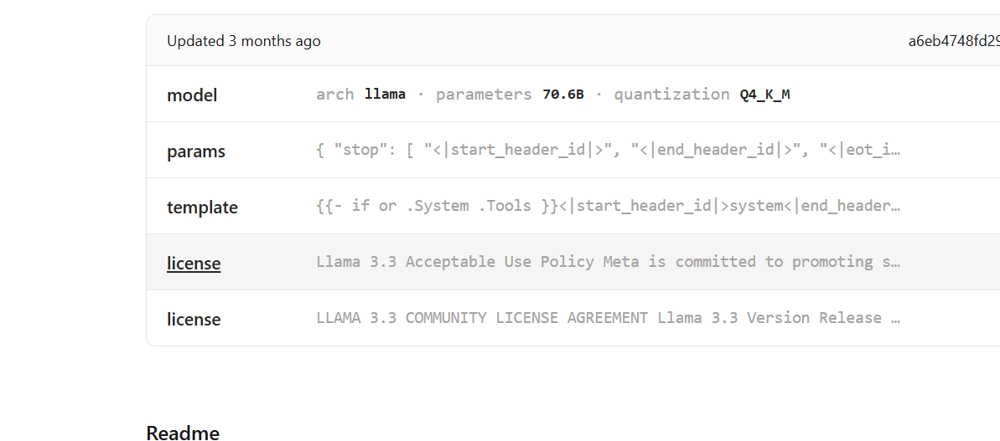 Updated 3 months ago a6eb4748fd29
model arch llama · parameters 70.6B · quantization Q4_K_M
params { "stop": [ "<|start_header_id|>", "<|end_header_id|>", "<|eot_i…
template {{- if or .System .Tools }}<|start_header_id|>system<|end_header…
license Llama 3.3 Acceptable Use Policy Meta is committed to promoting s…
license LLAMA 3.3 COMMUNITY LICENSE AGREEMENT Llama 3.3 Version Release …
Readme